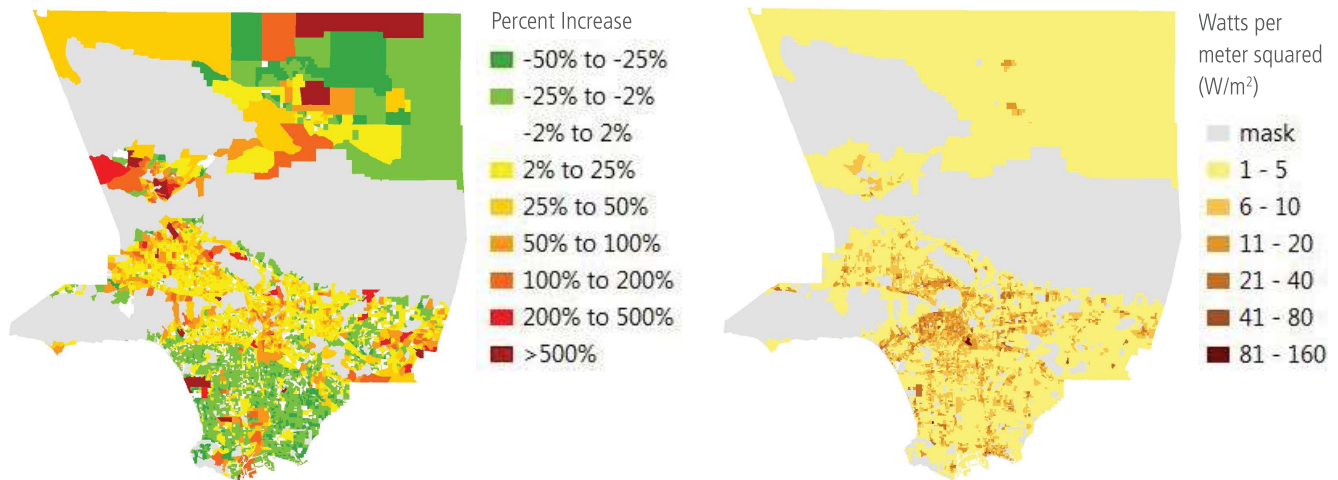 Percent Increase
-50% to -25%
-25% to -2%
-2% to 2%
2% to 25%
25% to 50%
50% to 100%
100% to 200%
200% to 500%
>500%
Watts per
meter squared
(W/m²)
mask
1 - 5
6 - 10
11 - 20
21 - 40
41 - 80
81 - 160